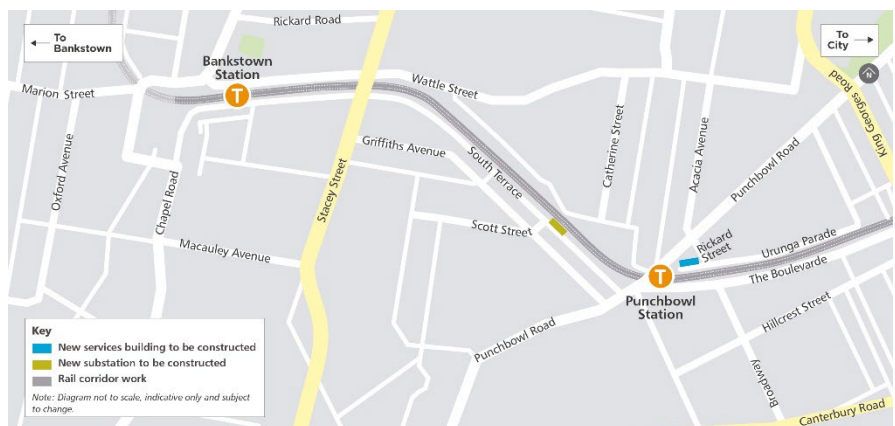 To
Bankstown
Rickard Road
To
City
Bankstown
Station
T
Marion Street
Wattle Street
N
King Georges Road
Oxford Avenue
Chapel Road
Stacey Street
Griffiths Avenue
South Terrace
Catherine Street
Acacia Avenue
Punchbowl Road
Scott Street
Macauley Avenue
Rickard
Street
Urunga Parade
The Boulevarde
T
Punchbowl
Station
Hillcrest Street
Punchbowl Road
Broadway
Canterbury Road
Key
New services building to be constructed
New substation to be constructed
Rail corridor work
Note: Diagram not to scale, indicative only and subject
to change.